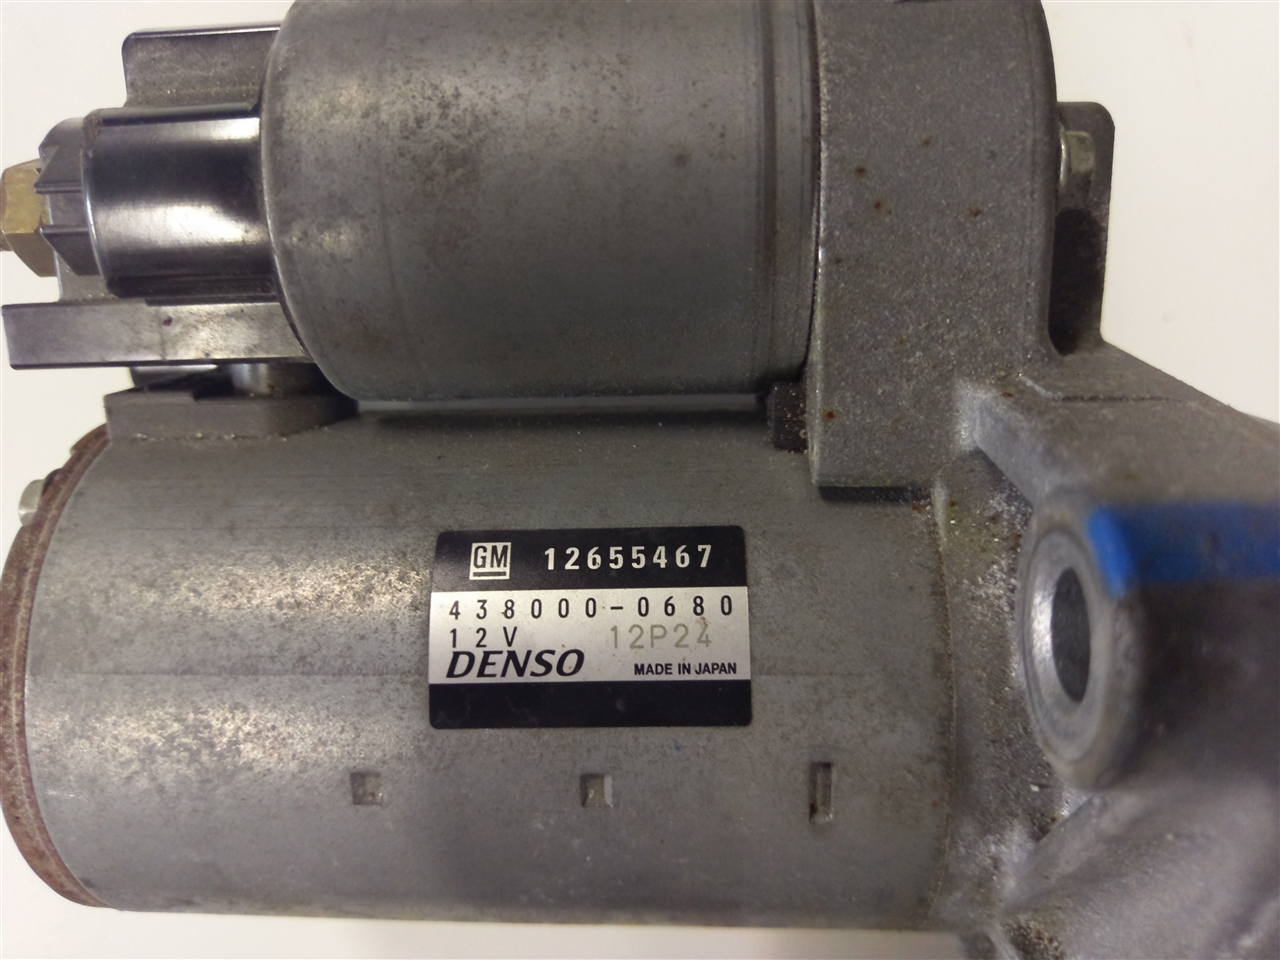 GM 12655467
438000-0680
12V 12P24
DENSO MADE IN JAPAN